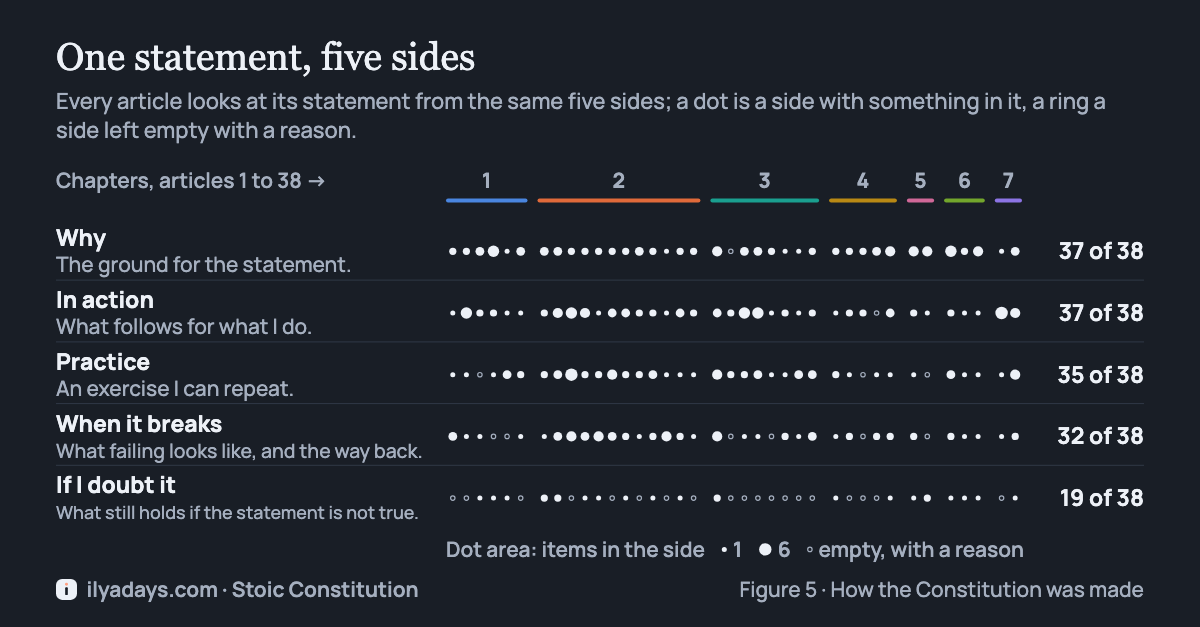 One statement, five sides
Every article looks at its statement from the same five sides; a dot is a side with something in it, a ring a
side left empty with a reason.
Chapters, articles 1 to 38 →
1 2 3 4 5 6 7
Why
The ground for the statement.
37 of 38
In action
What follows for what I do.
37 of 38
Practice
An exercise I can repeat.
35 of 38
When it breaks
What failing looks like, and the way back.
32 of 38
If I doubt it
What still holds if the statement is not true.
19 of 38
Dot area: items in the side 1 6 empty, with a reason
ilyadays.com · Stoic Constitution
Figure 5 · How the Constitution was made